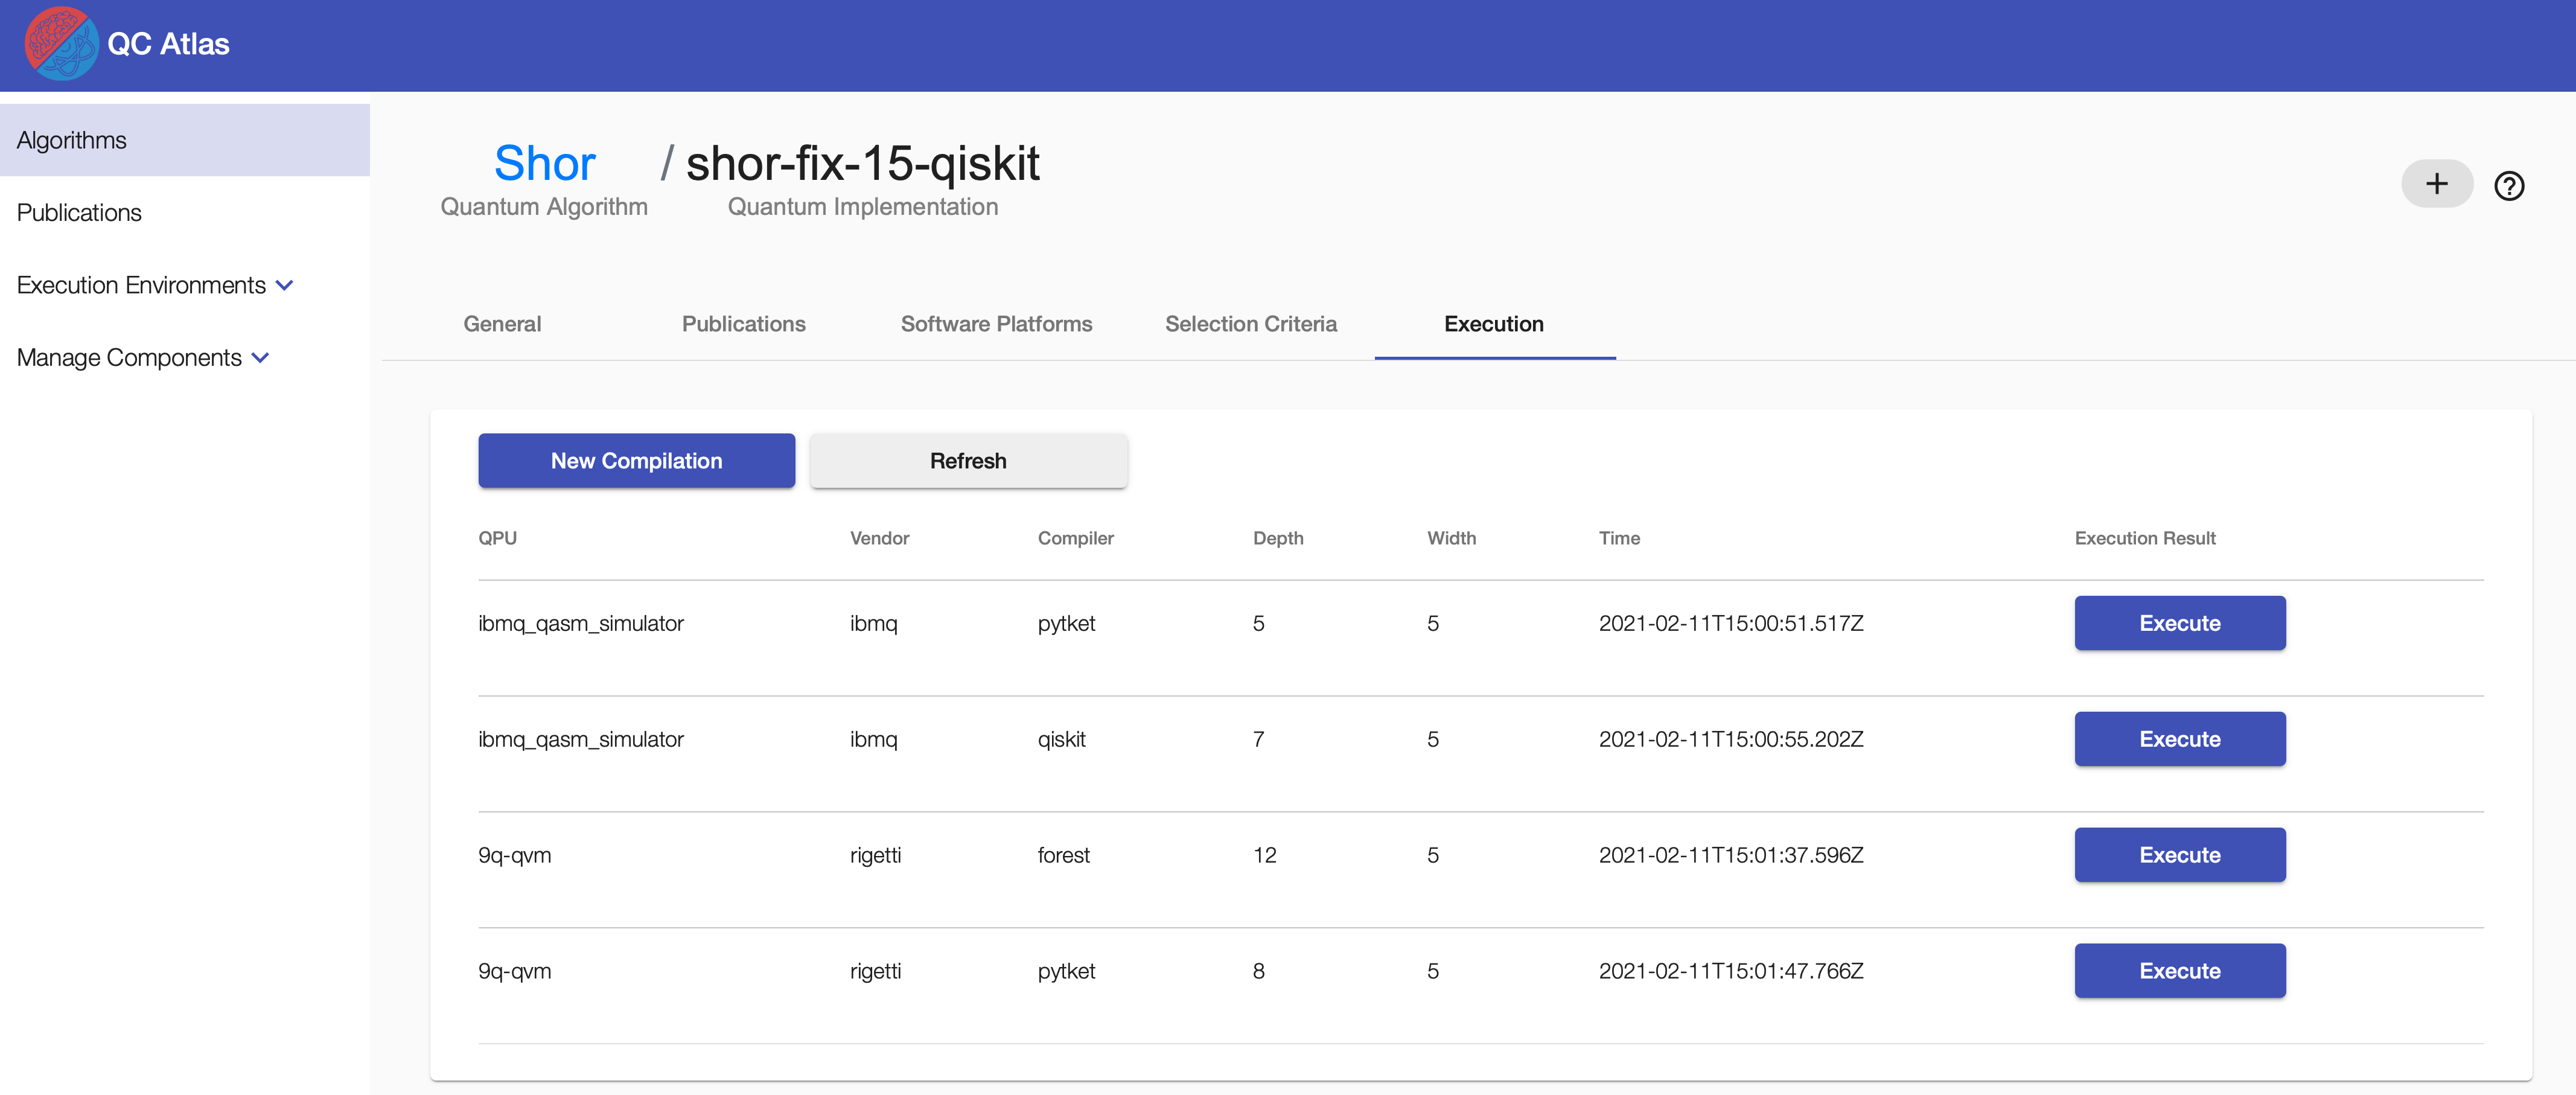 QC Atlas
Algorithms
Publications
Execution Environments
Manage Components
Shor / shor-fix-15-qiskit
Quantum Algorithm Quantum Implementation
General Publications Software Platforms Selection Criteria Execution
New Compilation Refresh
QPU Vendor Compiler Depth Width Time Execution Result
ibmq_qasm_simulator ibmq pytket 5 5 2021-02-11T15:00:51.517Z Execute
ibmq_qasm_simulator ibmq qiskit 7 5 2021-02-11T15:00:55.202Z Execute
9q-qvm rigetti forest 12 5 2021-02-11T15:01:37.596Z Execute
9q-qvm rigetti pytket 8 5 2021-02-11T15:01:47.766Z Execute